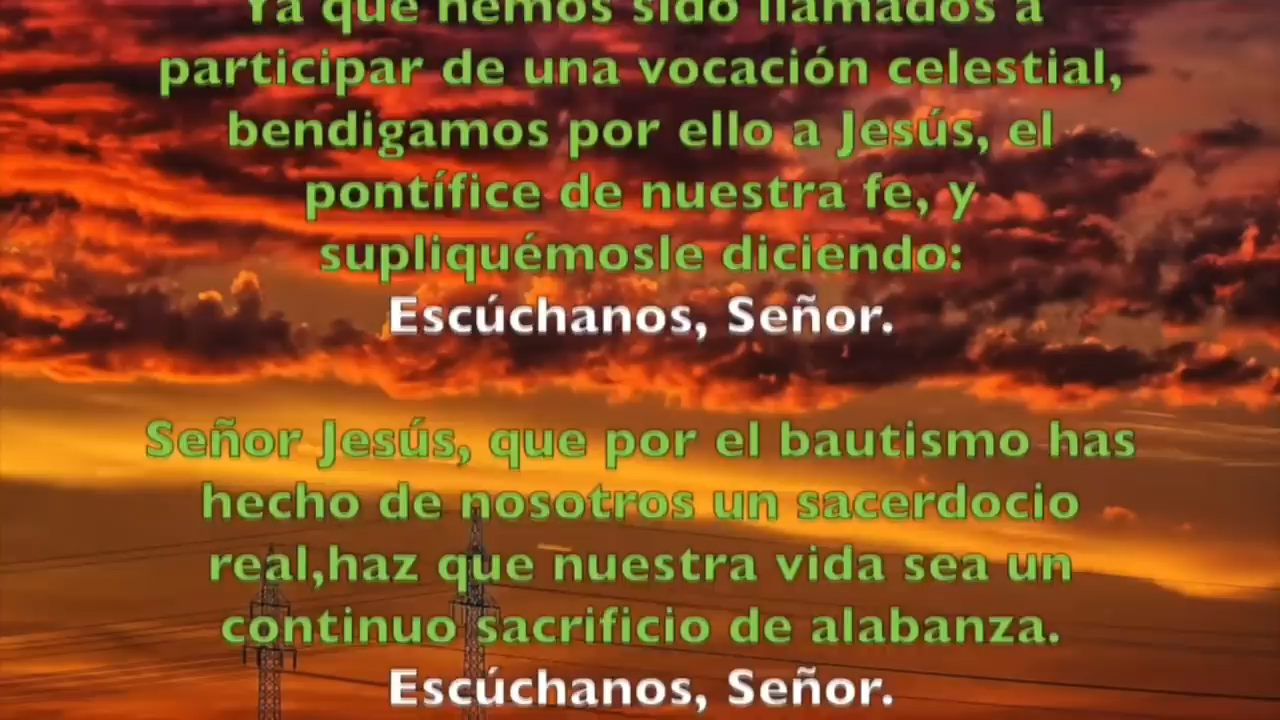 Ya que hemos sido llamados a
participar de una vocación celestial,
bendigamos por ello a Jesús, el
pontífice de nuestra fe, y
supliquémosle diciendo:
Escúchanos, Señor.
Señor Jesús, que por el bautismo has
hecho de nosotros un sacerdocio
real,haz que nuestra vida sea un
continuo sacrificio de alabanza.
Escúchanos, Señor.